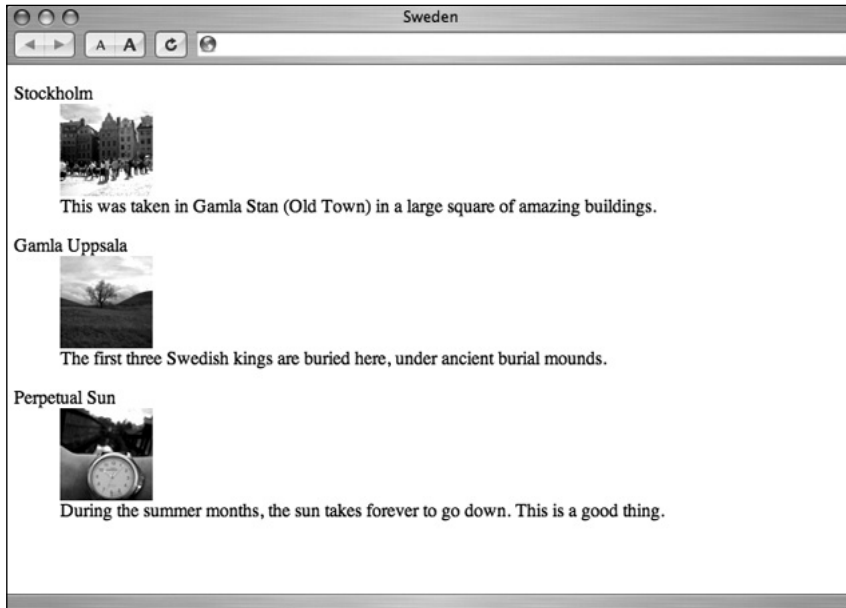 Sweden
A A
Stockholm
This was taken in Gamla Stan (Old Town) in a large square of amazing buildings.
Gamla Uppsala
The first three Swedish kings are buried here, under ancient burial mounds.
Perpetual Sun
During the summer months, the sun takes forever to go down. This is a good thing.